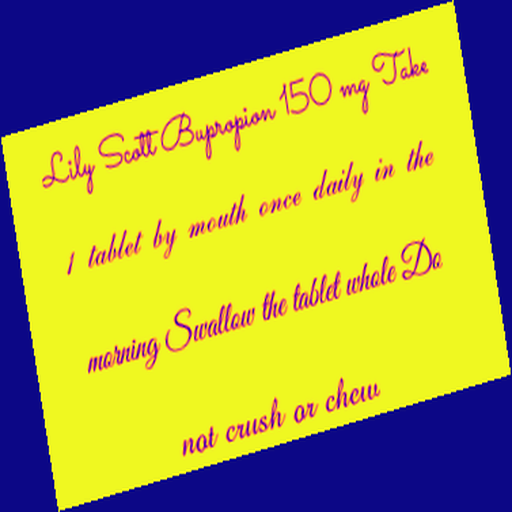 Lily Scott Bupropion 150 mg Take
1 tablet by mouth once daily in the
morning Swallow the tablet whole Do
not crush or chew